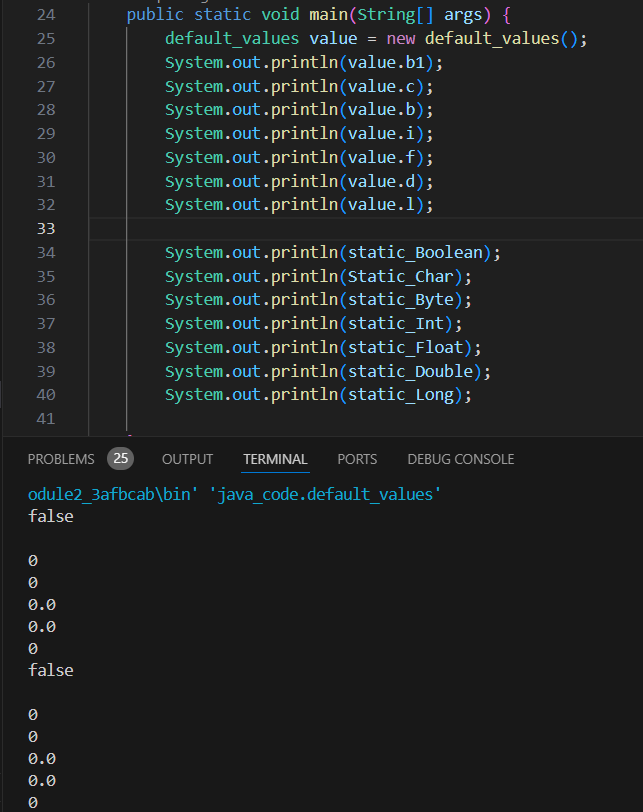 24 public static void main(String[] args) {
25 default_values value = new default_values();
26 System.out.println(value.b1);
27 System.out.println(value.c);
28 System.out.println(value.b);
29 System.out.println(value.i);
30 System.out.println(value.f);
31 System.out.println(value.d);
32 System.out.println(value.l);
33
34 System.out.println(static_Boolean);
35 System.out.println(Static_Char);
36 System.out.println(static_Byte);
37 System.out.println(static_Int);
38 System.out.println(static_Float);
39 System.out.println(static_Double);
40 System.out.println(static_Long);
41
PROBLEMS 25 OUTPUT TERMINAL PORTS DEBUG CONSOLE
odule2_3afbcab\bin' 'java_code.default_values'
false
0
0
0.0
0.0
0
false
0
0
0.0
0.0
0